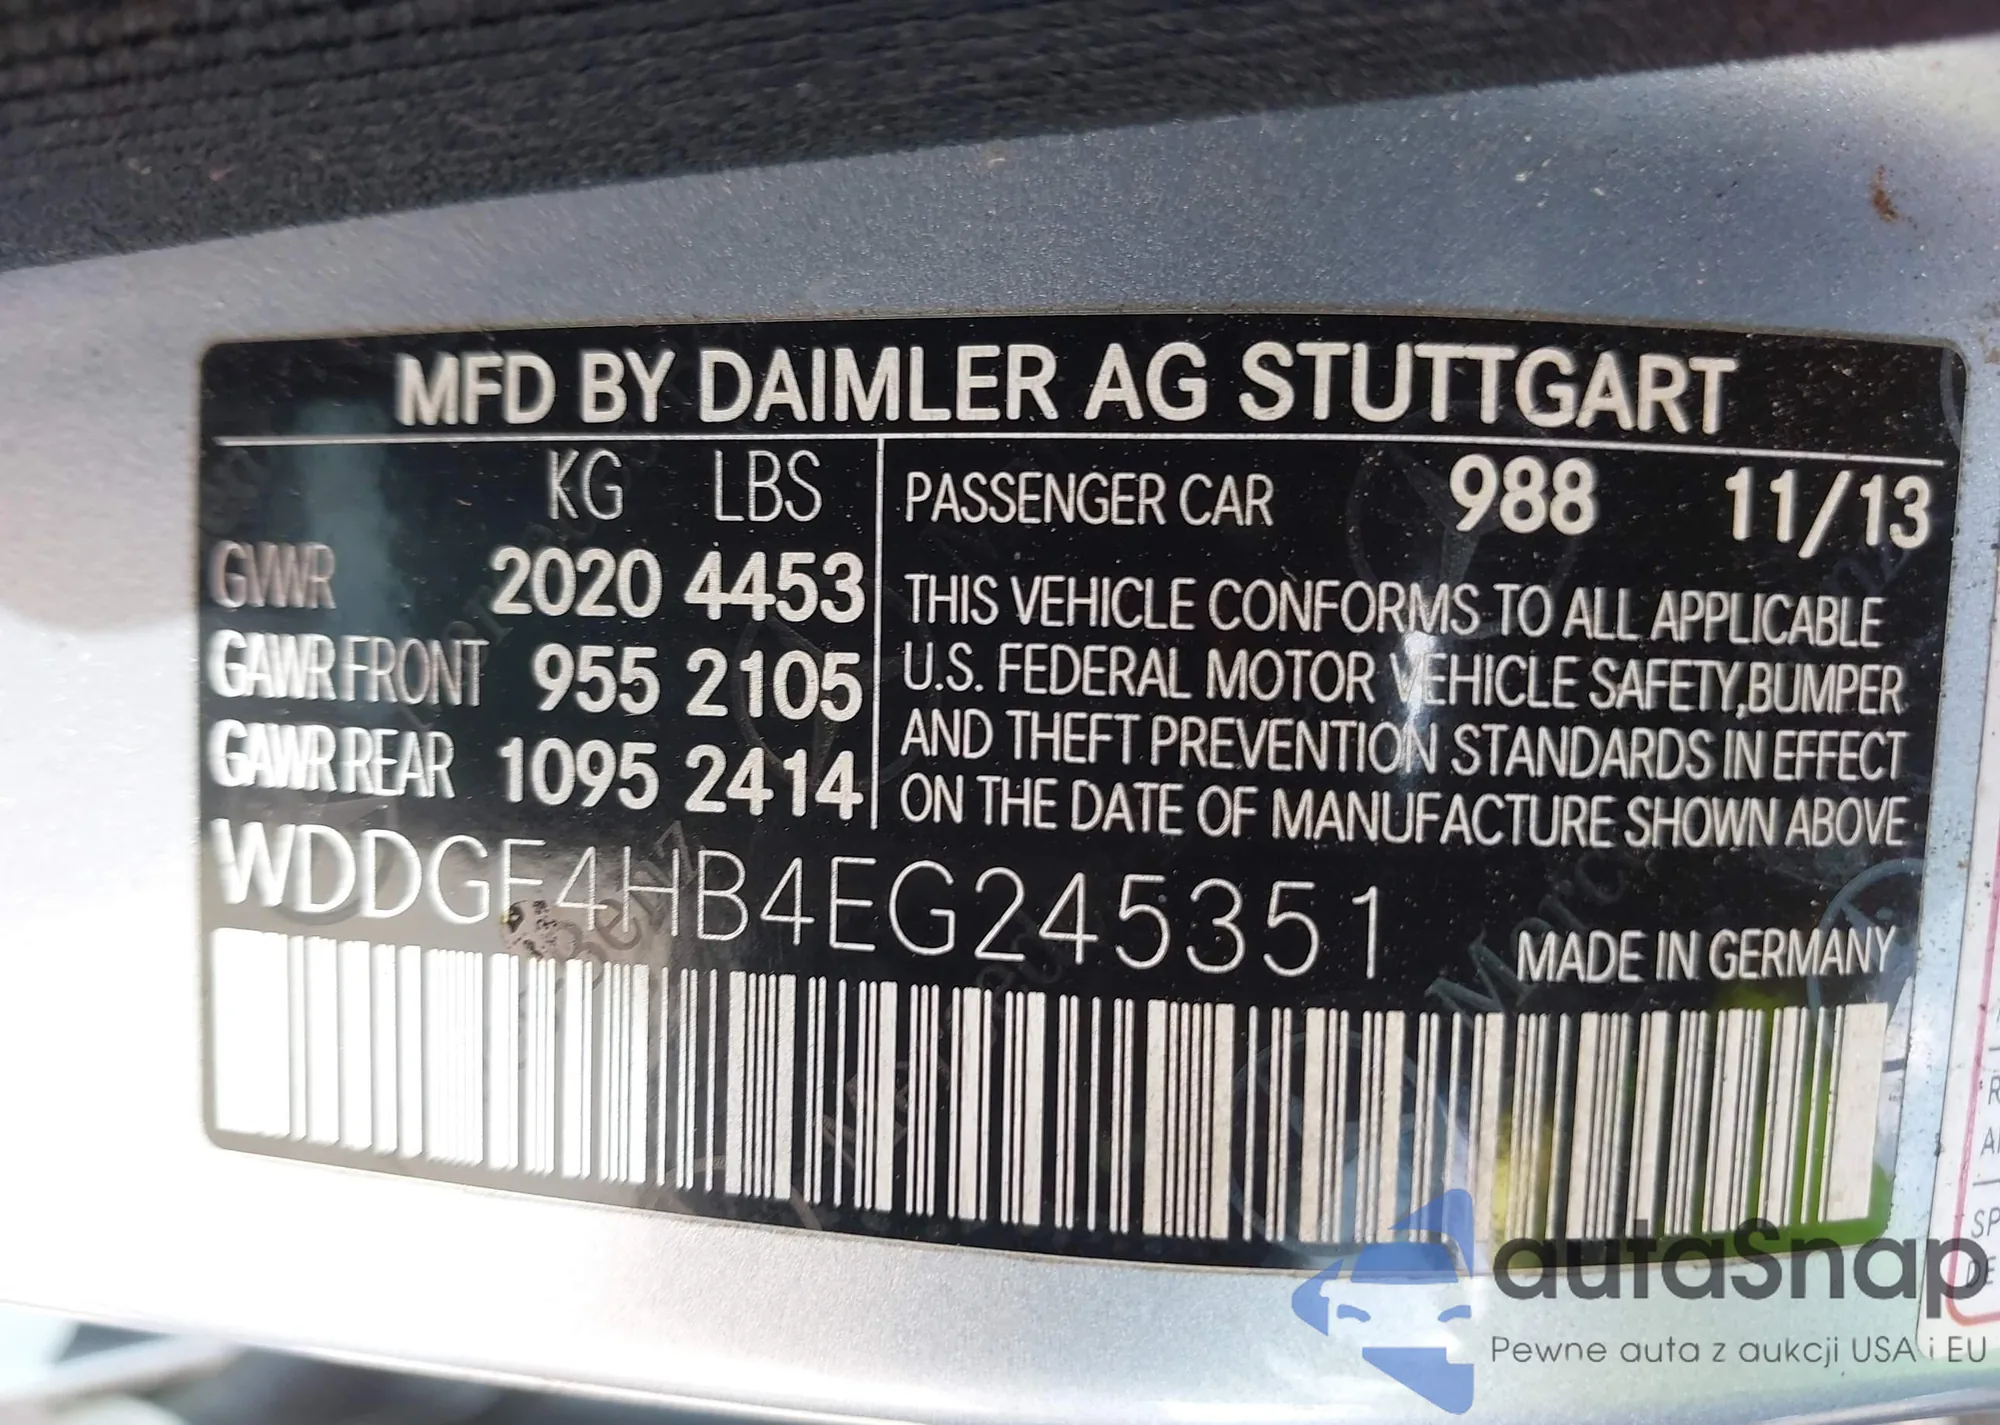 MFD BY DAIMLER AG STUTTGART
KG LBS
GVWR 2020 4453
GAWR FRONT 955 2105
GAWR REAR 1095 2414
PASSENGER CAR 988 11/13
THIS VEHICLE CONFORMS TO ALL APPLICABLE
U.S. FEDERAL MOTOR VEHICLE SAFETY,BUMPER
AND THEFT PREVENTION STANDARDS IN EFFECT
ON THE DATE OF MANUFACTURE SHOWN ABOVE
WDDGF4HB4EG245351
MADE IN GERMANY
autaSnap
Pewne auta z aukcji USA i EU